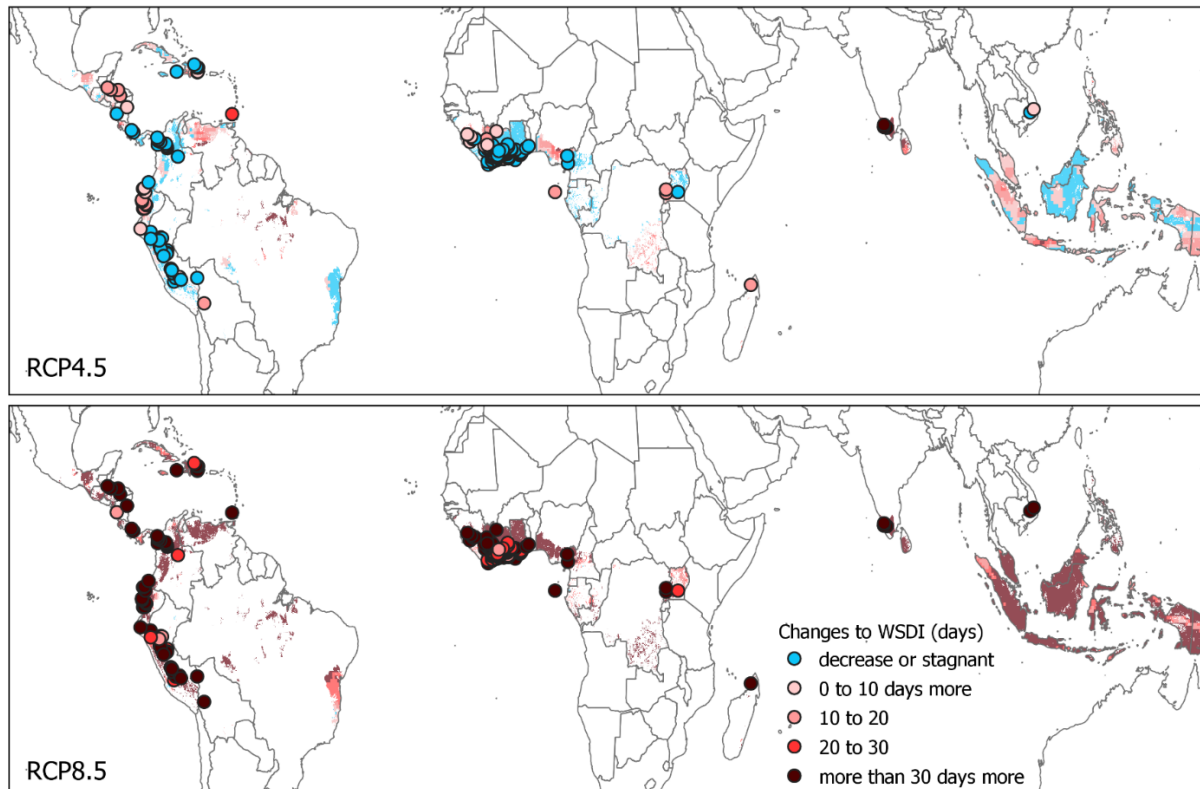 RCP4.5
RCP8.5
Changes to WSDI (days)
decrease or stagnant
0 to 10 days more
10 to 20
20 to 30
more than 30 days more